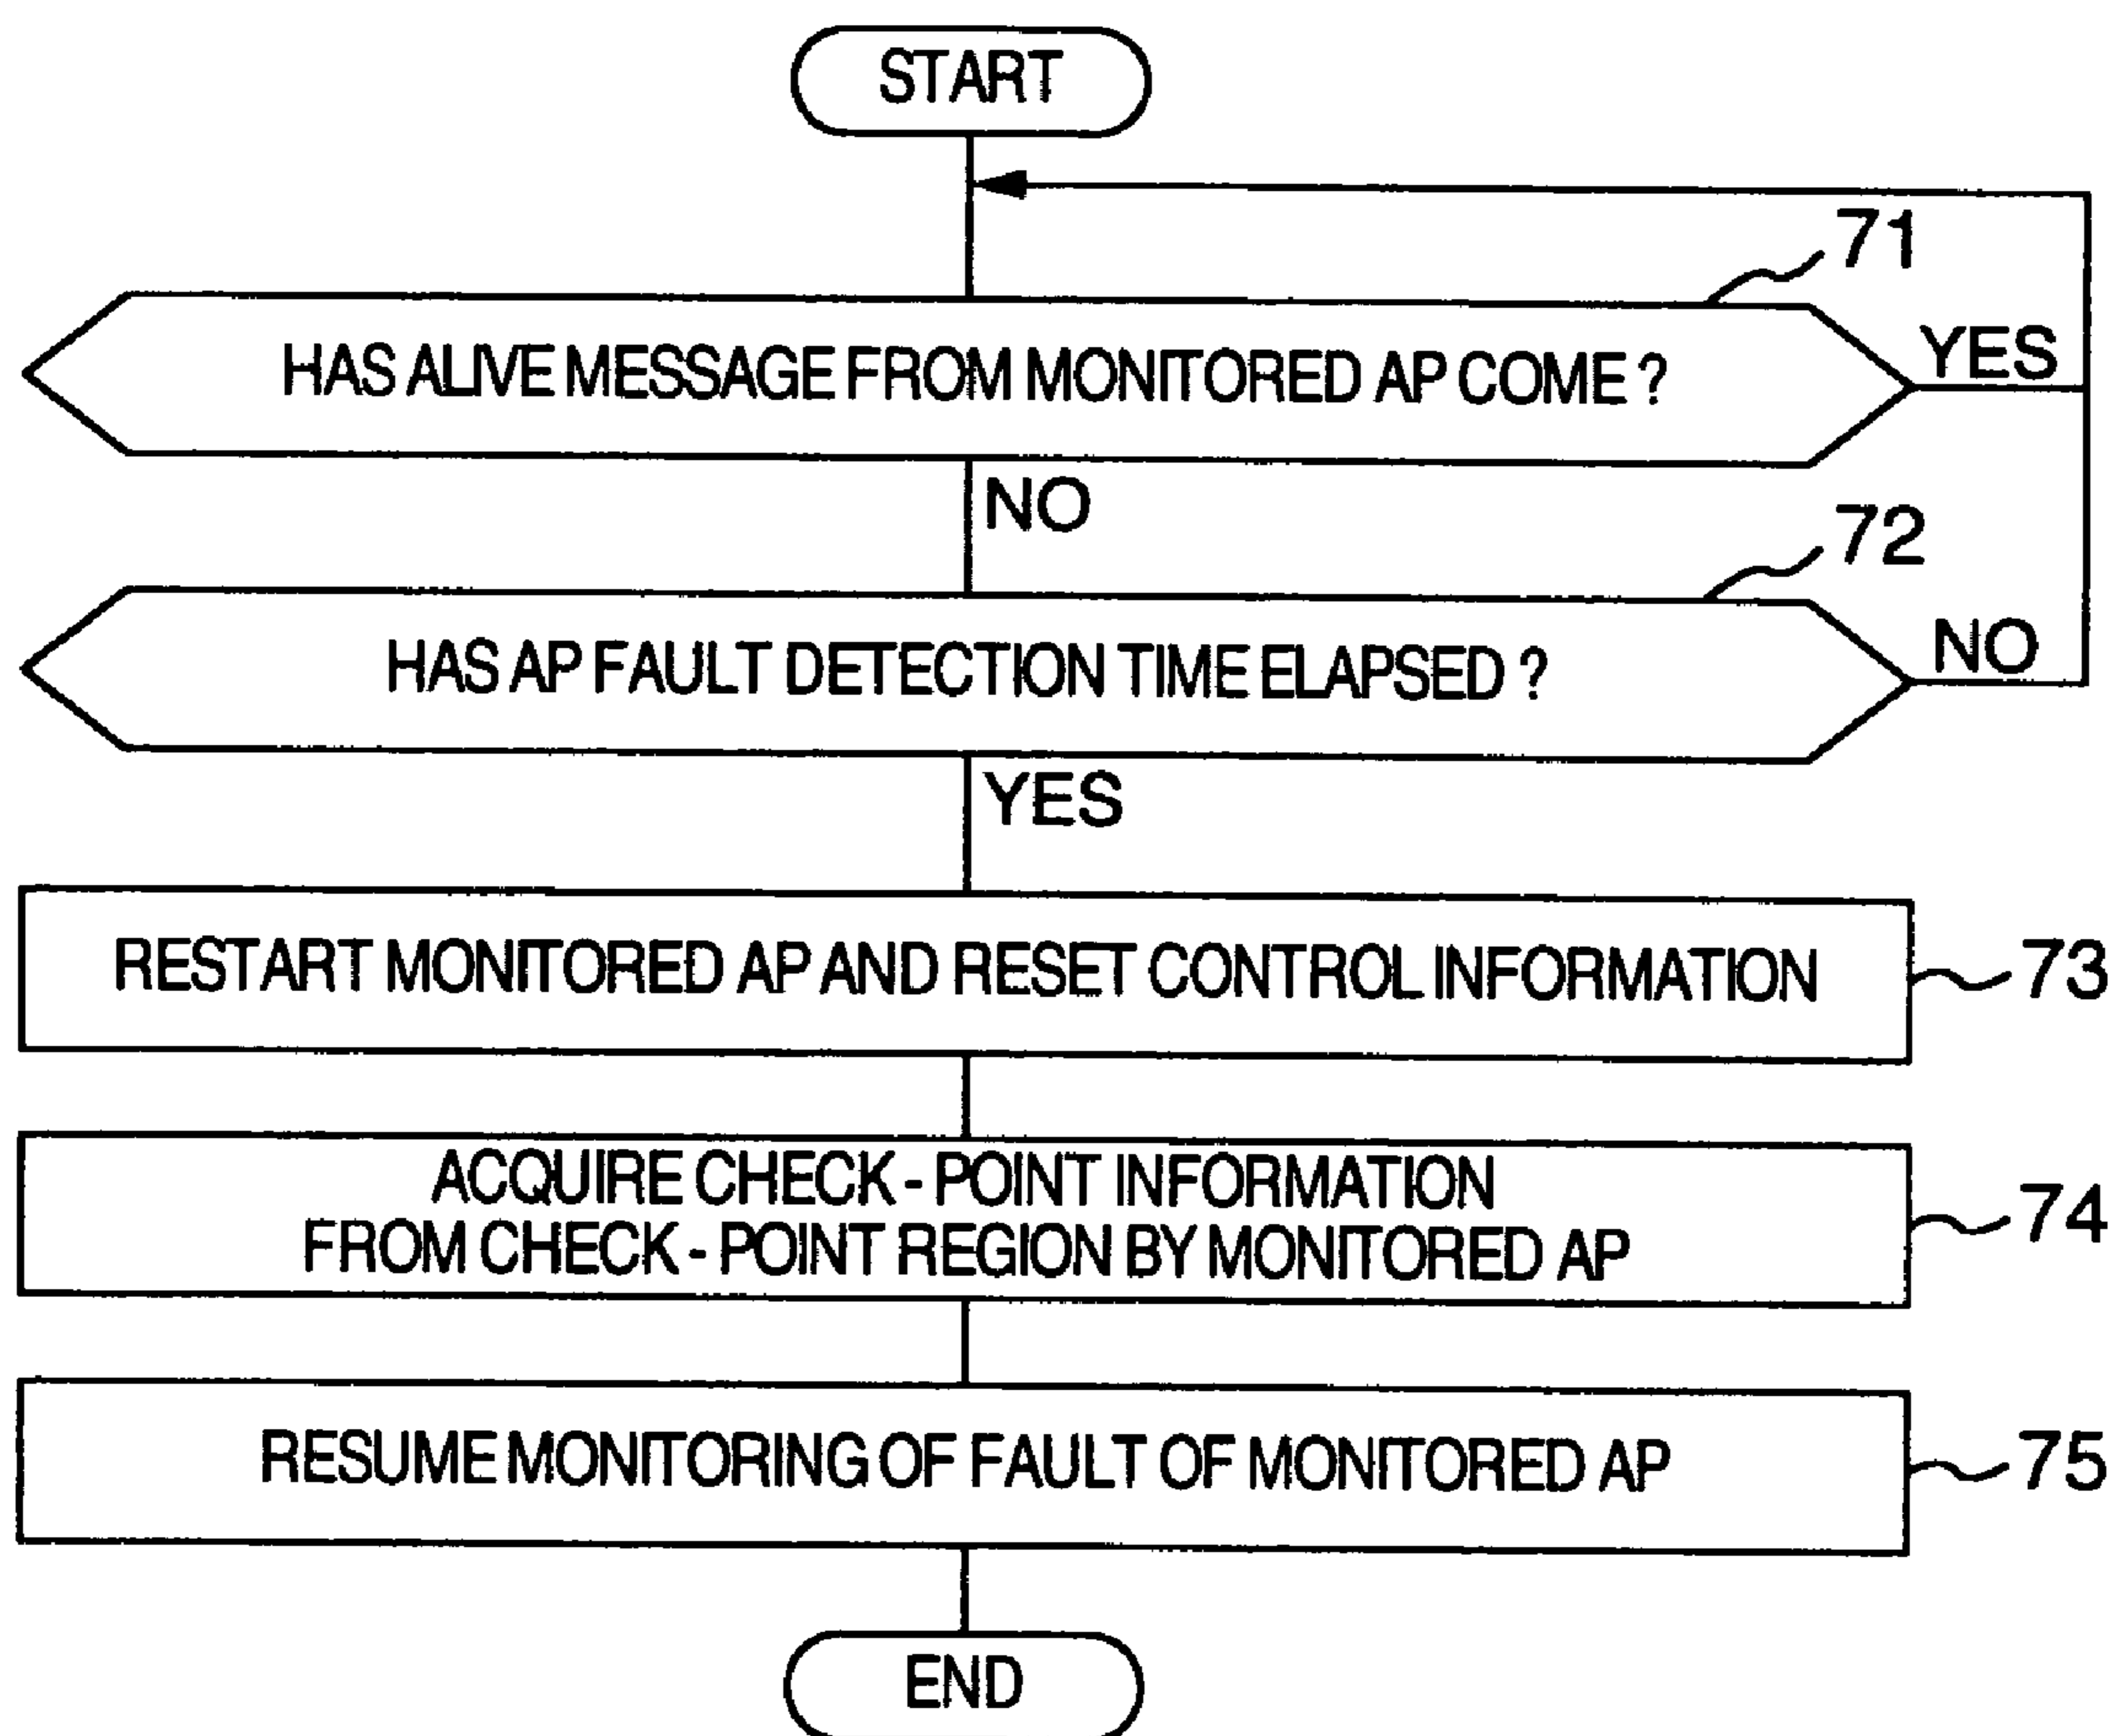 START
71
HAS ALIVE MESSAGE FROM MONITORED AP COME ?
YES
NO
72
HAS AP FAULT DETECTION TIME ELAPSED ?
NO
YES
RESTART MONITORED AP AND RESET CONTROL INFORMATION
73
ACQUIRE CHECK - POINT INFORMATION
FROM CHECK - POINT REGION BY MONITORED AP
74
RESUME MONITORING OF FAULT OF MONITORED AP
75
END